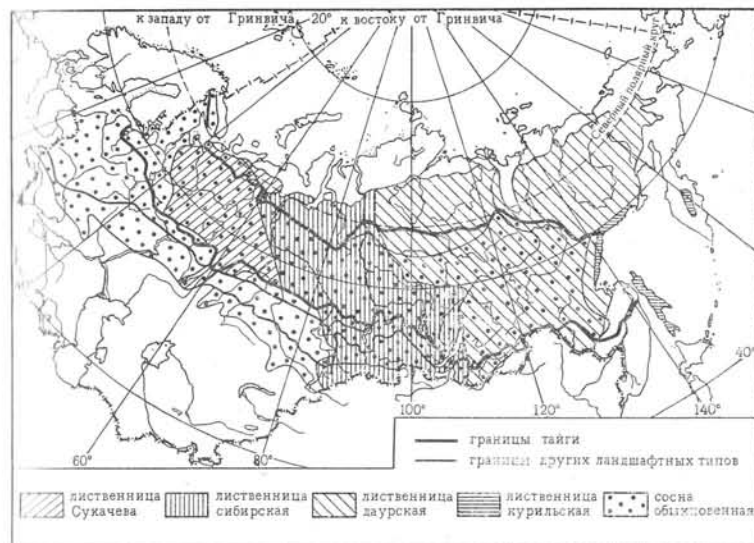 к западу от Гринвича 20° к востоку от Гринвича
Северный полярный круг
40°
60° 80° 100° 120° 140°
границы тайги
границы других ландшафтных типов
лиственница Сукачева
лиственница сибирская
лиственница даурская
лиственница курильская
сосна обыкновенная